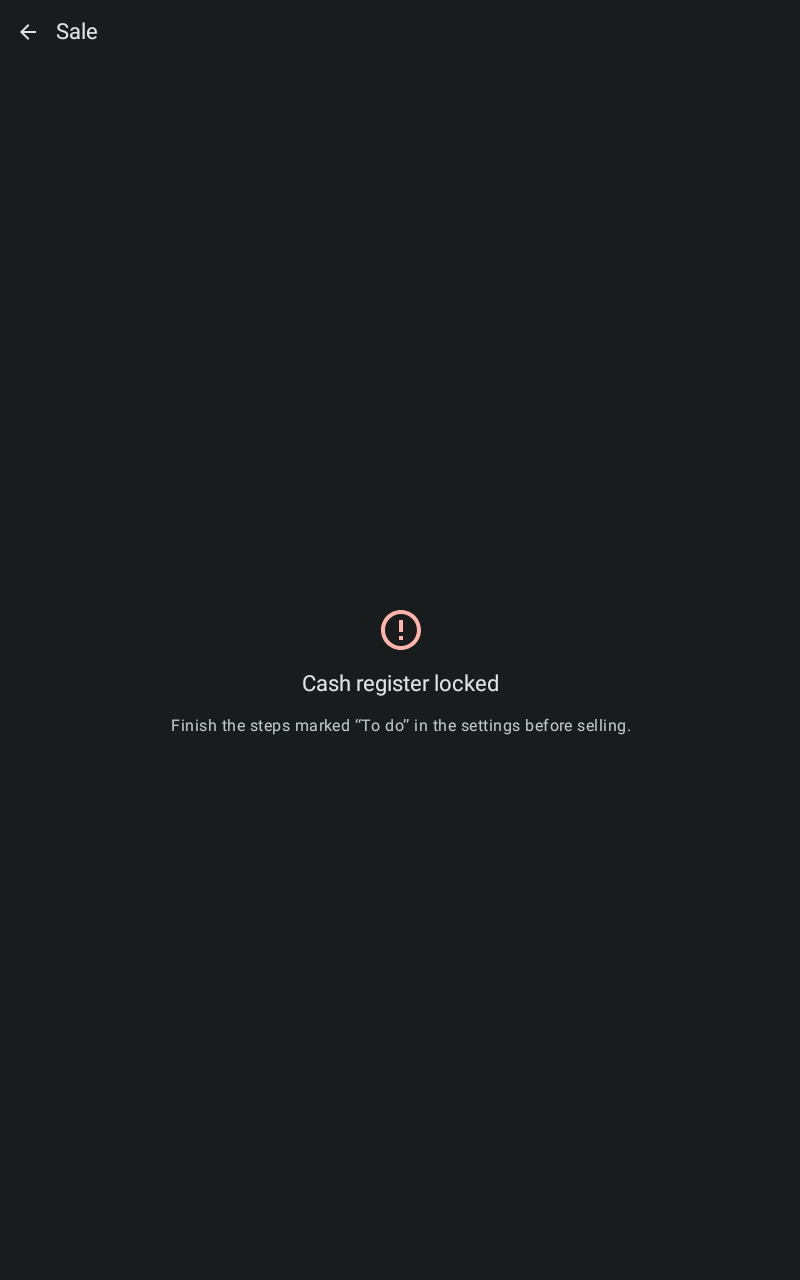 Sale
Cash register locked
Finish the steps marked “To do” in the settings before selling.